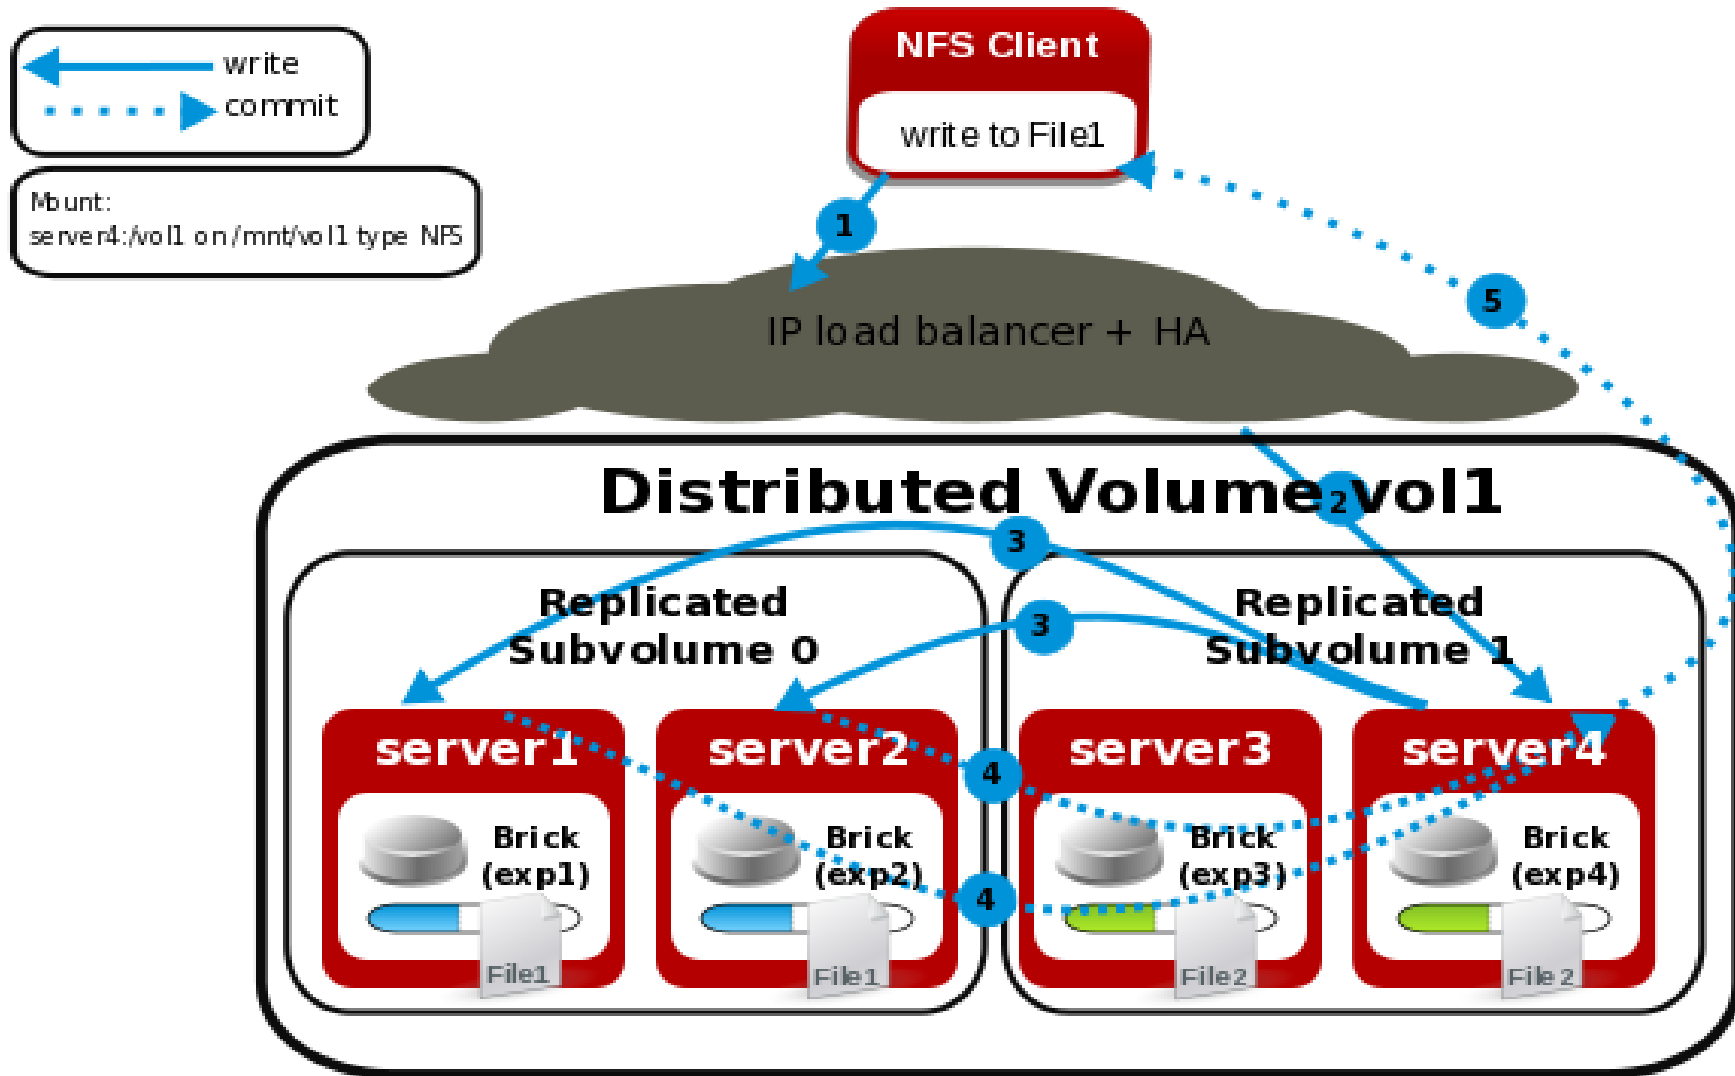 write
commit
Mount:
server4:/vol1 on /mnt/vol1 type NFS
NFS Client
write to File1
1
5
IP load balancer + HA
Distributed Volume vol1
2
3
3
Replicated
Subvolume 0
Replicated
Subvolume 1
server1
server2
server3
server4
4
4
Brick
(exp1)
File1
Brick
(exp2)
File1
Brick
(exp3)
File2
Brick
(exp4)
File2